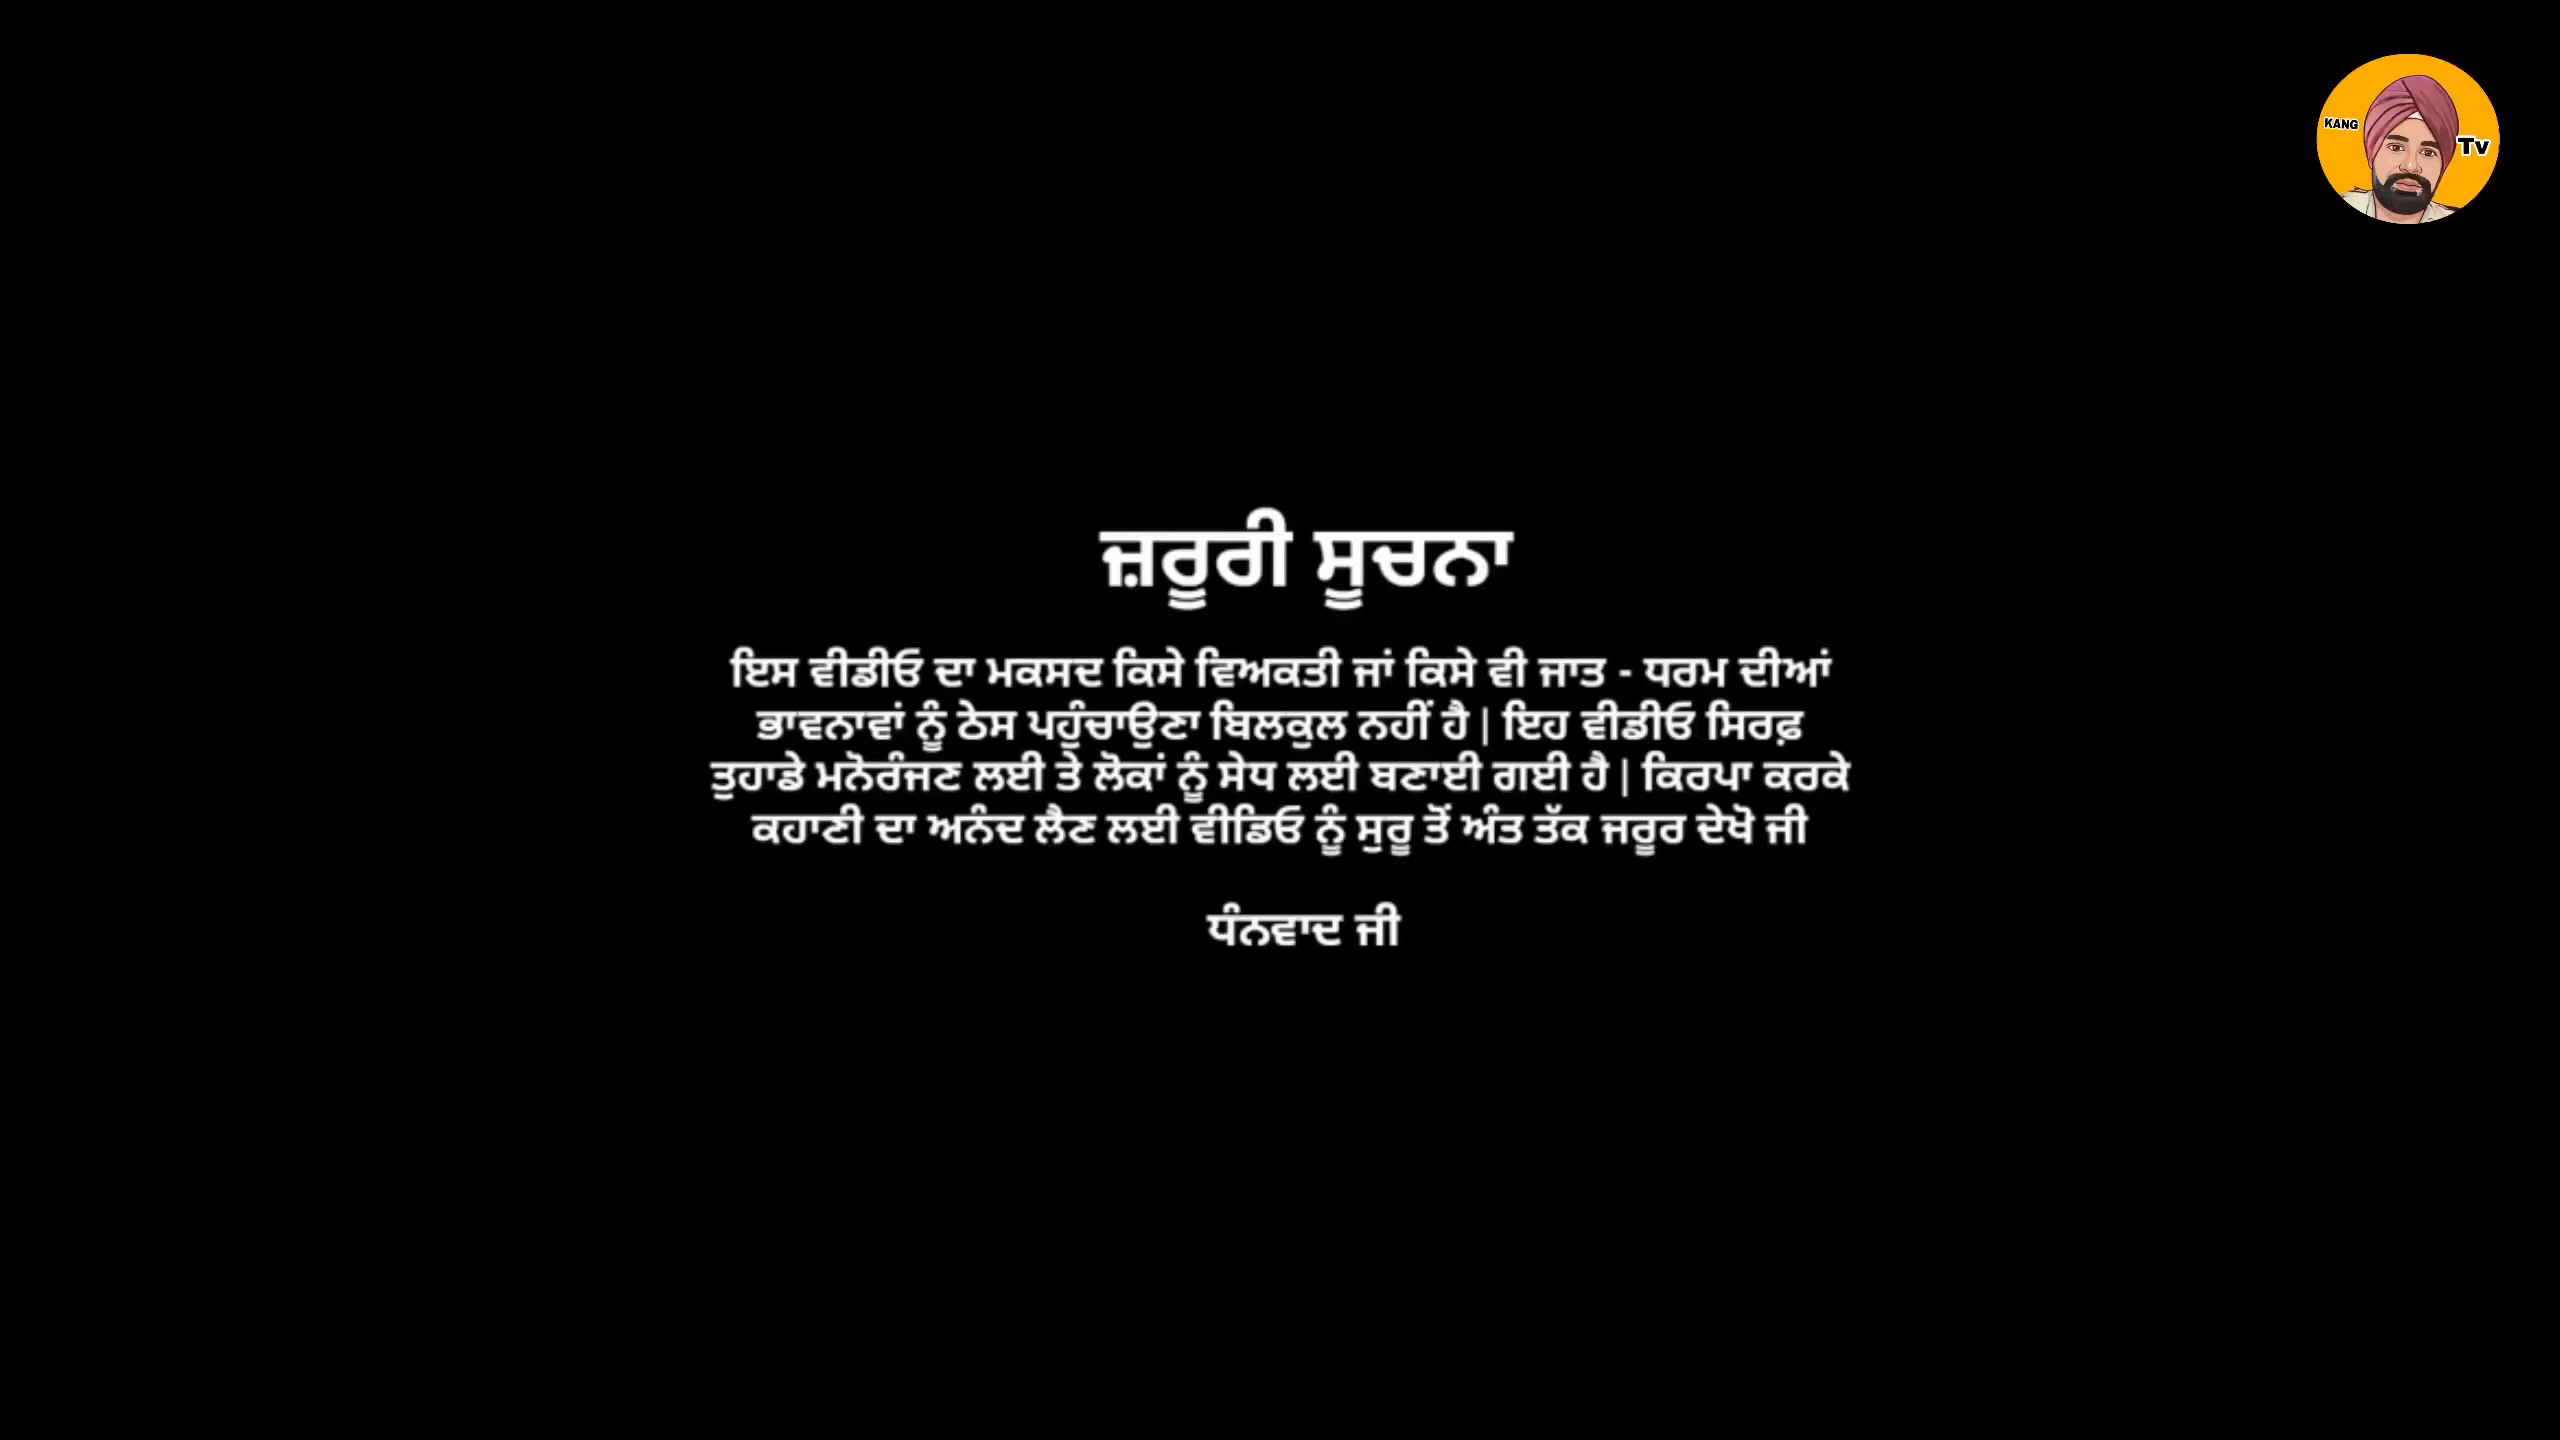 KANG
Tv
ਜ਼ਰੂਰੀ ਸੂਚਨਾ
ਇਸ ਵੀਡੀਓ ਦਾ ਮਕਸਦ ਕਿਸੇ ਵਿਅਕਤੀ ਜਾਂ ਕਿਸੇ ਵੀ ਜਾਤ - ਧਰਮ ਦੀਆਂ
ਭਾਵਨਾਵਾਂ ਨੂੰ ਠੇਸ ਪਹੁੰਚਾਉਣਾ ਬਿਲਕੁਲ ਨਹੀਂ ਹੈ | ਇਹ ਵੀਡੀਓ ਸਿਰਫ਼
ਤੁਹਾਡੇ ਮਨੋਰੰਜਣ ਲਈ ਤੇ ਲੋਕਾਂ ਨੂੰ ਸੇਧ ਲਈ ਬਣਾਈ ਗਈ ਹੈ | ਕਿਰਪਾ ਕਰਕੇ
ਕਹਾਣੀ ਦਾ ਅਨੰਦ ਲੈਣ ਲਈ ਵੀਡਿਓ ਨੂੰ ਸੁਰੂ ਤੋਂ ਅੰਤ ਤੱਕ ਜਰੂਰ ਦੇਖੋ ਜੀ
ਧੰਨਵਾਦ ਜੀ